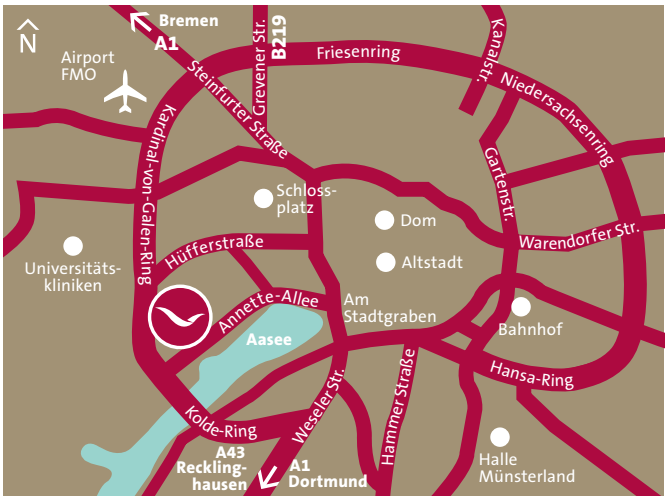 Bremen
A1
N
Airport
FMO
Steinfurter Straße
Grevener Str.
B219
Friesenring
Kanalstr.
Niedersachsenring
Kardinal-von-Galen-Ring
Gartenstr.
Schloss-
platz
Dom
Warendorfer Str.
Universitäts-
kliniken
Hüfferstraße
Altstadt
Annette-Allee
Am
Stadtgraben
Bahnhof
Aasee
Hansa-Ring
Kolde-Ring
Weseler Str.
Hammer Straße
A43
Reckling-
hausen
A1
Dortmund
Halle
Münsterland